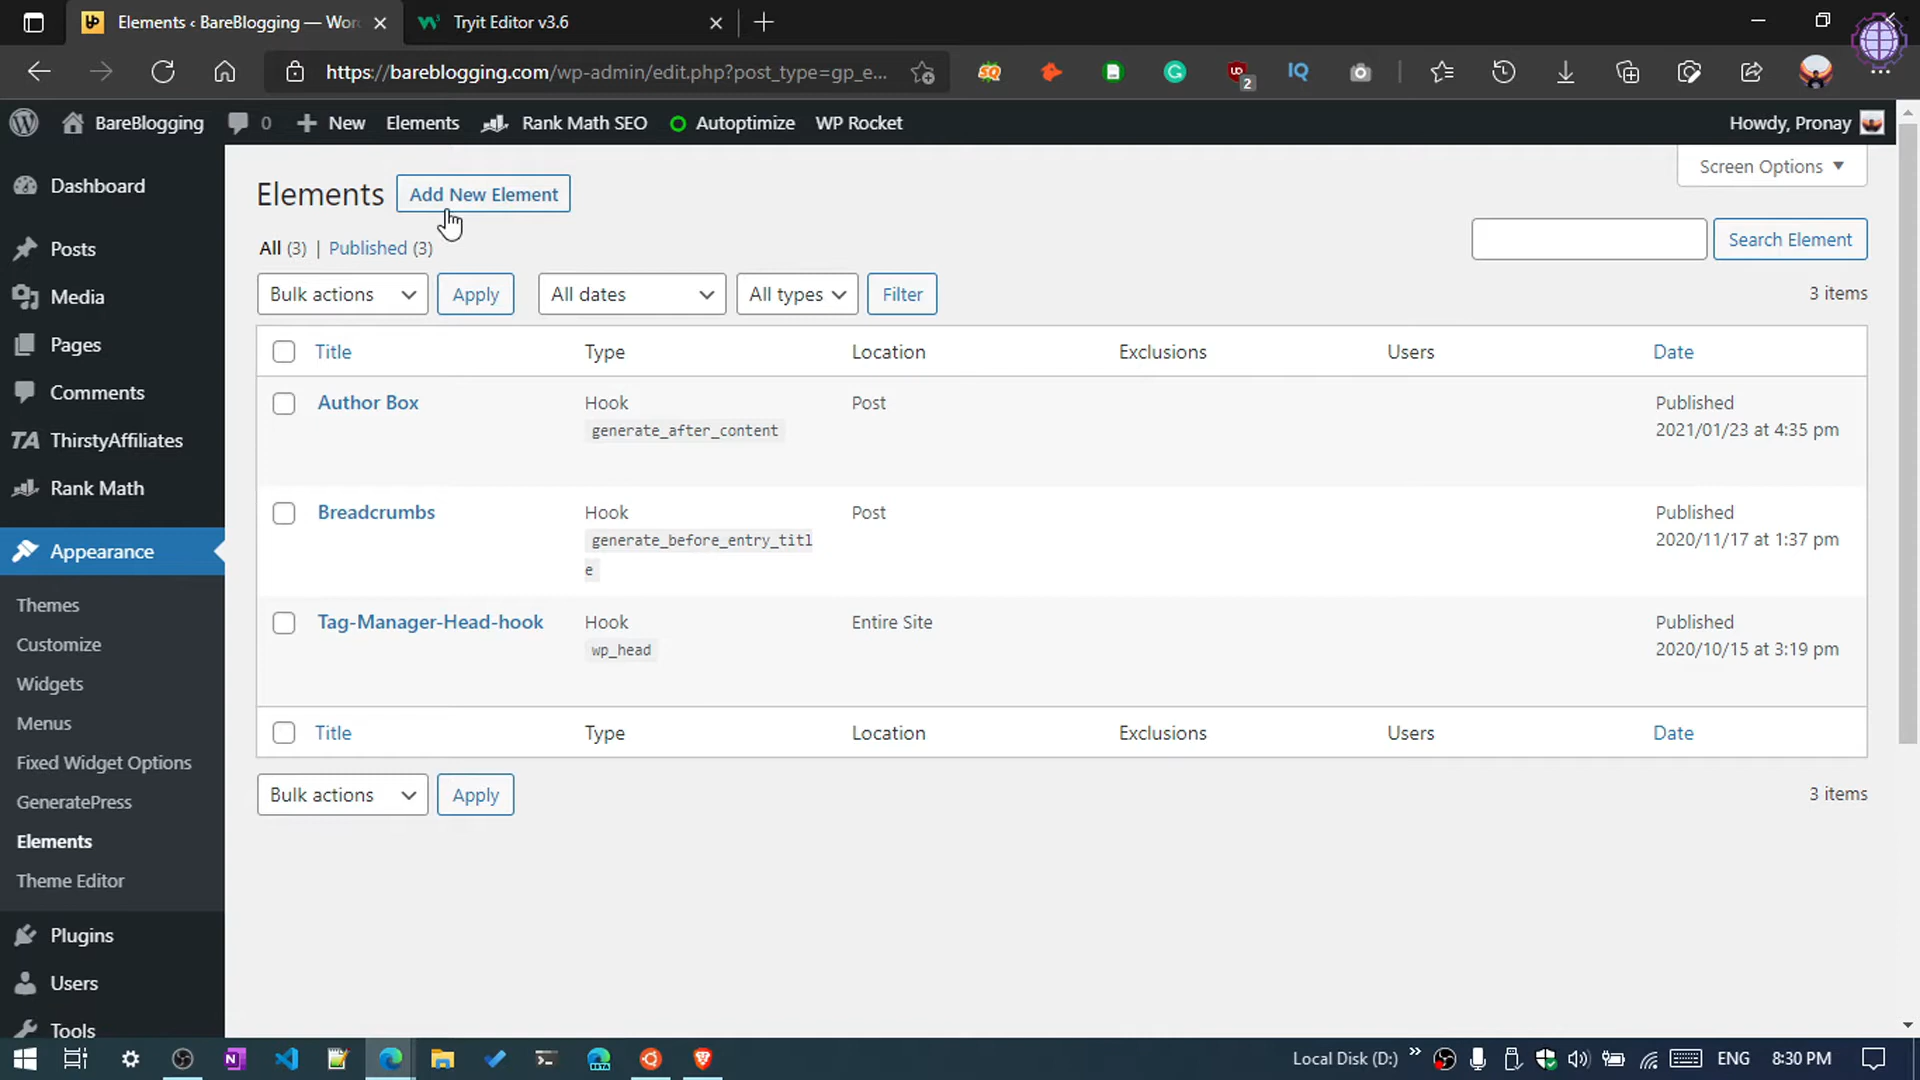 Elements ‹ BareBlogging — Wor
Tryit Editor v3.6
https://bareblogging.com/wp-admin/edit.php?post_type=gp_e...
2
BareBlogging
0
New
Elements
Rank Math SEO
Autoptimize
WP Rocket
Howdy, Pronay
Screen Options
Dashboard
Posts
Media
Pages
Comments
TA ThirstyAffiliates
Rank Math
Appearance
Themes
Customize
Widgets
Menus
Fixed Widget Options
GeneratePress
Elements
Theme Editor
Plugins
Users
Tools
Elements
Add New Element
All (3) | Published (3)
Search Element
Bulk actions
Apply
All dates
All types
Filter
3 items
Title Type Location Exclusions Users Date
Author Box Hook Post Published
generate_after_content 2021/01/23 at 4:35 pm
Breadcrumbs Hook Post Published
generate_before_entry_titl 2020/11/17 at 1:37 pm
e
Tag-Manager-Head-hook Hook Entire Site Published
wp_head 2020/10/15 at 3:19 pm
Title Type Location Exclusions Users Date
Bulk actions
Apply
3 items
Local Disk (D:)
ENG
8:30 PM